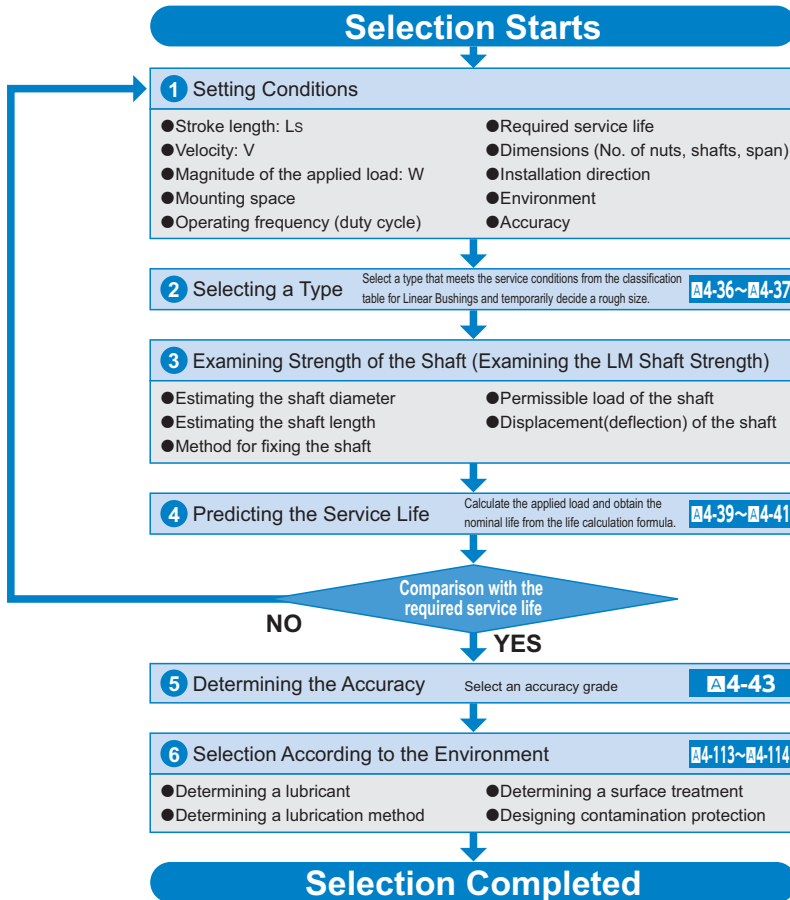 Selection Starts
1 Setting Conditions
●Stroke length: Ls
●Velocity: V
●Magnitude of the applied load: W
●Mounting space
●Operating frequency (duty cycle)
●Required service life
●Dimensions (No. of nuts, shafts, span)
●Installation direction
●Environment
●Accuracy
2 Selecting a Type
Select a type that meets the service conditions from the classification
table for Linear Bushings and temporarily decide a rough size.
A4-36~A4-37
3 Examining Strength of the Shaft (Examining the LM Shaft Strength)
●Estimating the shaft diameter
●Estimating the shaft length
●Method for fixing the shaft
●Permissible load of the shaft
●Displacement(deflection) of the shaft
4 Predicting the Service Life
Calculate the applied load and obtain the
nominal life from the life calculation formula.
A4-39~A4-41
Comparison with the
required service life
NO
YES
5 Determining the Accuracy
Select an accuracy grade
A4-43
6 Selection According to the Environment
A4-113~A4-114
●Determining a lubricant
●Determining a lubrication method
●Determining a surface treatment
●Designing contamination protection
Selection Completed